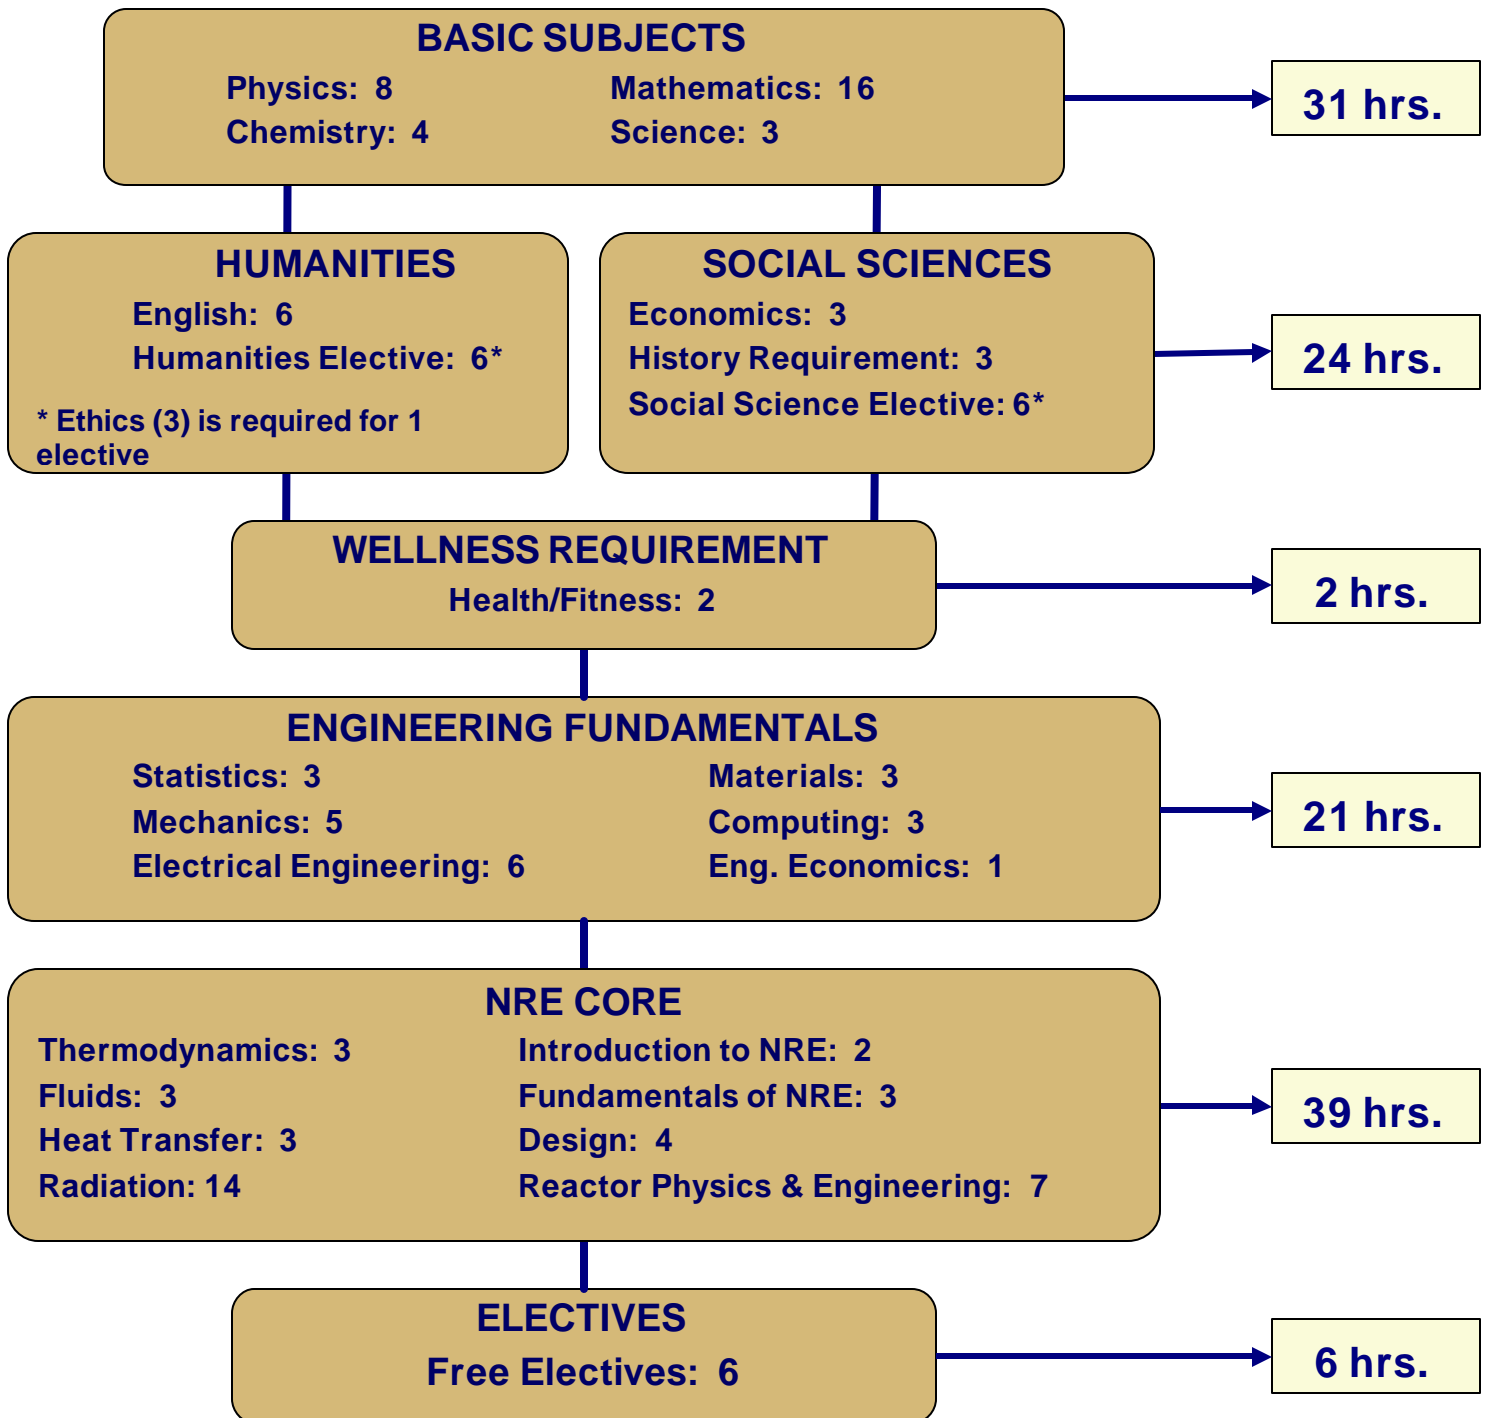 BASIC SUBJECTS
Physics: 8
Mathematics: 16
Chemistry: 4
Science: 3
31 hrs.
HUMANITIES
English: 6
Humanities Elective: 6*
* Ethics (3) is required for 1
elective
SOCIAL SCIENCES
Economics: 3
History Requirement: 3
Social Science Elective: 6*
24 hrs.
WELLNESS REQUIREMENT
Health/Fitness: 2
2 hrs.
ENGINEERING FUNDAMENTALS
Statistics: 3
Materials: 3
Mechanics: 5
Computing: 3
Electrical Engineering: 6
Eng. Economics: 1
21 hrs.
NRE CORE
Thermodynamics: 3
Introduction to NRE: 2
Fluids: 3
Fundamentals of NRE: 3
Heat Transfer: 3
Design: 4
Radiation: 14
Reactor Physics & Engineering: 7
39 hrs.
ELECTIVES
Free Electives: 6
6 hrs.